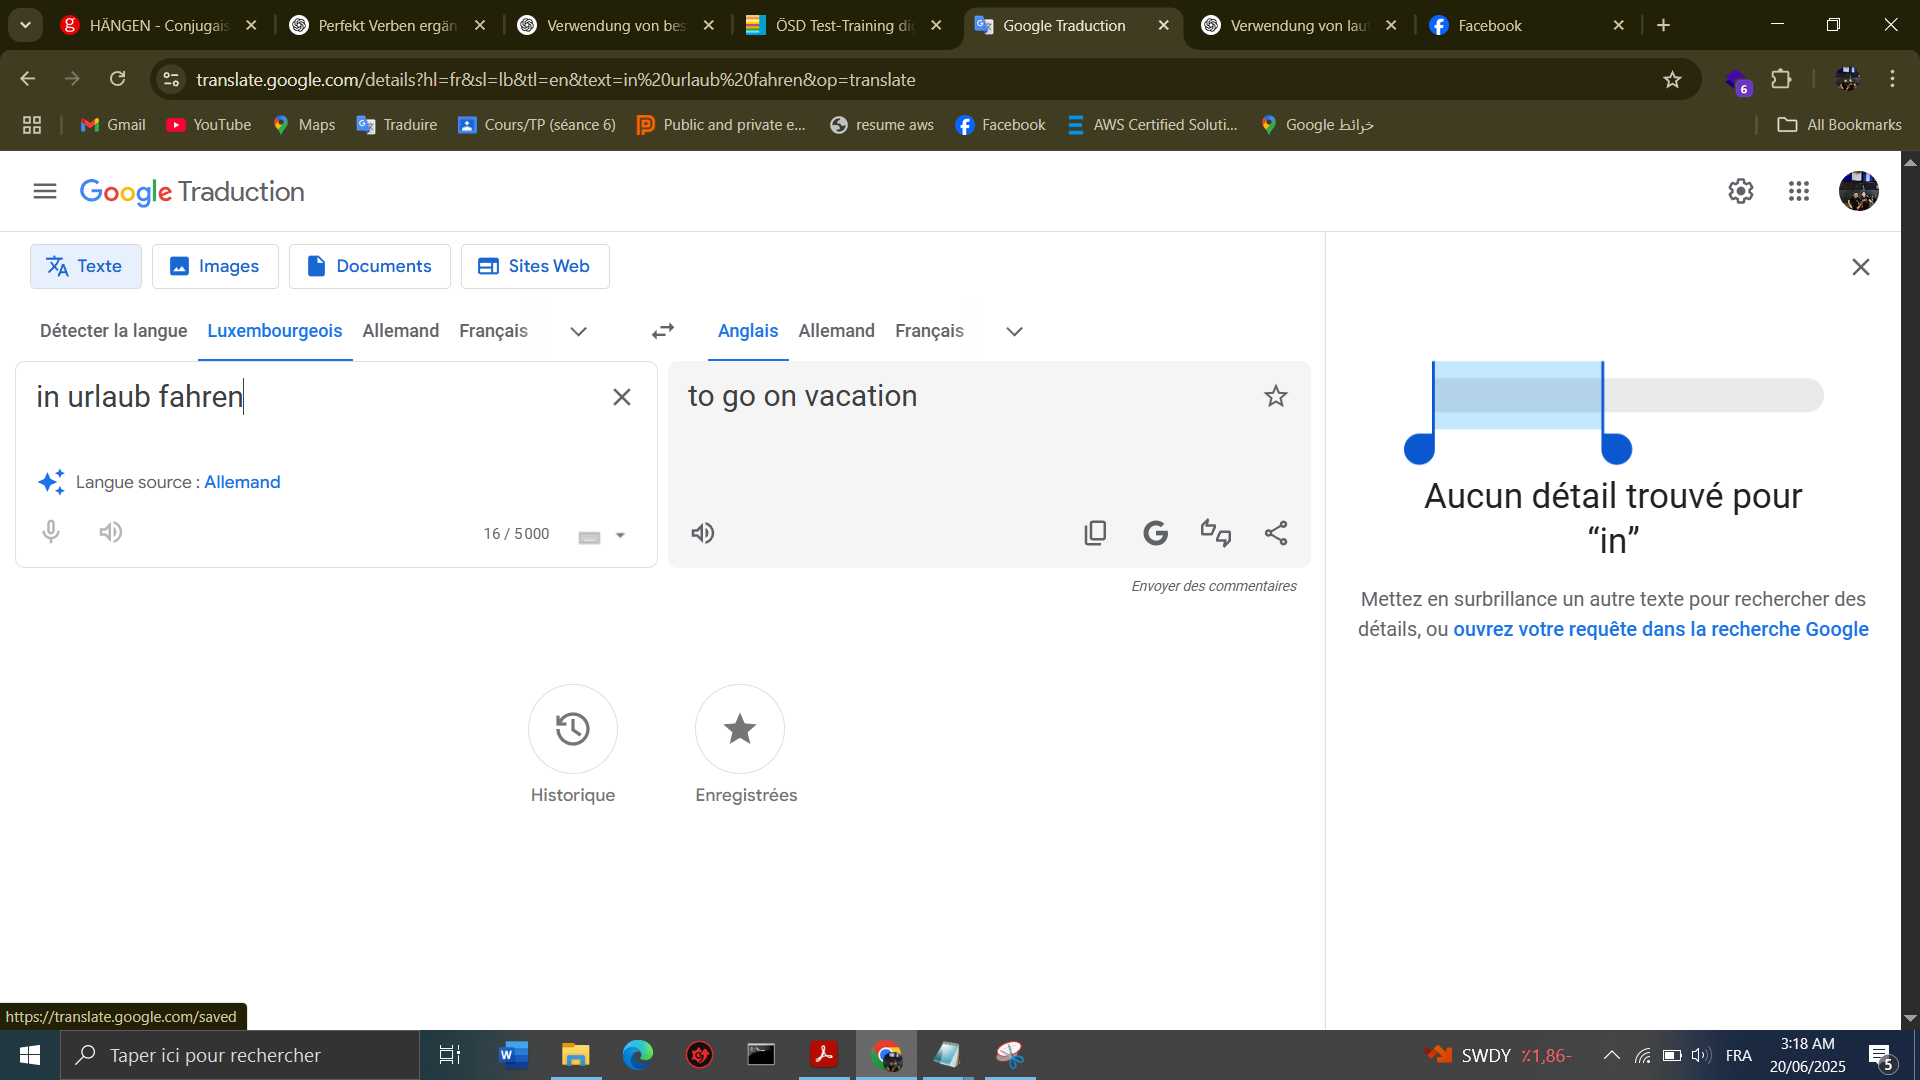 HÄNGEN - Conjugais
Perfekt Verben ergän
Verwendung von bes
ÖSD Test-Training di
Google Traduction
Verwendung von lau
Facebook
translate.google.com/details?hl=fr&sl=lb&tl=en&text=in%20urlaub%20fahren&op=translate
6
Gmail
YouTube
Maps
Traduire
Cours/TP (séance 6)
Public and private e...
resume aws
Facebook
AWS Certified Soluti...
خرائط Google
All Bookmarks
Google Traduction
Texte
Images
Documents
Sites Web
Détecter la langue
Luxembourgeois
Allemand
Français
Anglais
Allemand
Français
in urlaub fahren
to go on vacation
Langue source : Allemand
16 / 5 000
Envoyer des commentaires
Aucun détail trouvé pour
“in”
Mettez en surbrillance un autre texte pour rechercher des
détails, ou ouvrez votre requête dans la recherche Google
Historique
Enregistrées
https://translate.google.com/saved
Taper ici pour rechercher
SWDY
٪1,86-
FRA
3:18 AM
20/06/2025
5